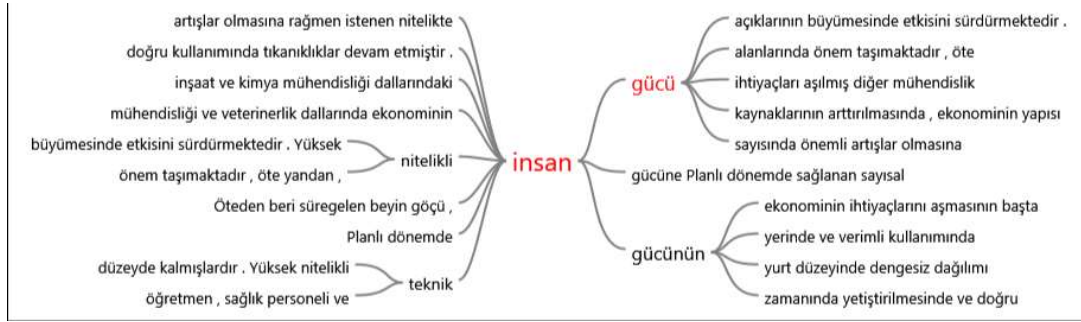 artışlar olmasına rağmen istenen nitelikte
doğru kullanımında tıkanıklıklar devam etmiştir .
inşaat ve kimya mühendisliği dallarındaki
mühendisliği ve veterinerlik dallarında ekonominin
büyümesinde etkisini sürdürmektedir . Yüksek
nitelikli
önem taşımaktadır , öte yandan ,
Öteden beri süregelen beyin göçü ,
Planlı dönemde
düzeyde kalmışlardır . Yüksek nitelikli
teknik
öğretmen , sağlık personeli ve
insan
açıklarının büyümesinde etkisini sürdürmektedir .
alanlarında önem taşımaktadır , öte
gücü
ihtiyaçları aşılmış diğer mühendislik
kaynaklarının arttırılmasında , ekonominin yapısı
sayısında önemli artışlar olmasına
gücüne Planlı dönemde sağlanan sayısal
ekonominin ihtiyaçlarını aşmasının başta
yerinde ve verimli kullanımında
gücünün
yurt düzeyinde dengesiz dağılımı
zamanında yetiştirilmesinde ve doğru